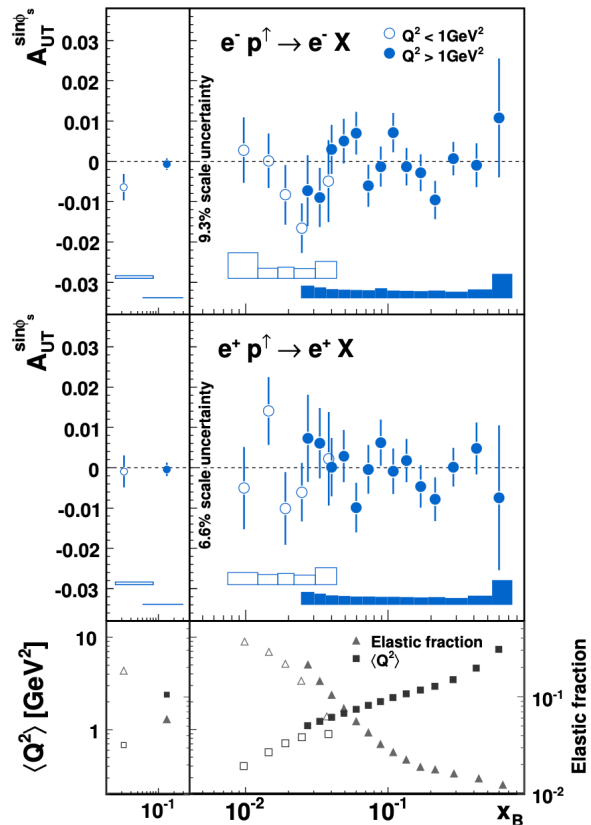 A_UT^sinϕ_s
0.03
0.02
0.01
0
-0.01
-0.02
-0.03
e⁻ p↑ → e⁻ X
Q² < 1GeV²
Q² > 1GeV²
9.3% scale uncertainty
A_UT^sinϕ_s
0.03
0.02
0.01
0
-0.01
-0.02
-0.03
e⁺ p↑ → e⁺ X
6.6% scale uncertainty
⟨Q²⟩ [GeV²]
10
1
Elastic fraction
⟨Q²⟩
10⁻¹
10⁻²
Elastic fraction
10⁻¹
10⁻²
10⁻¹
x_B